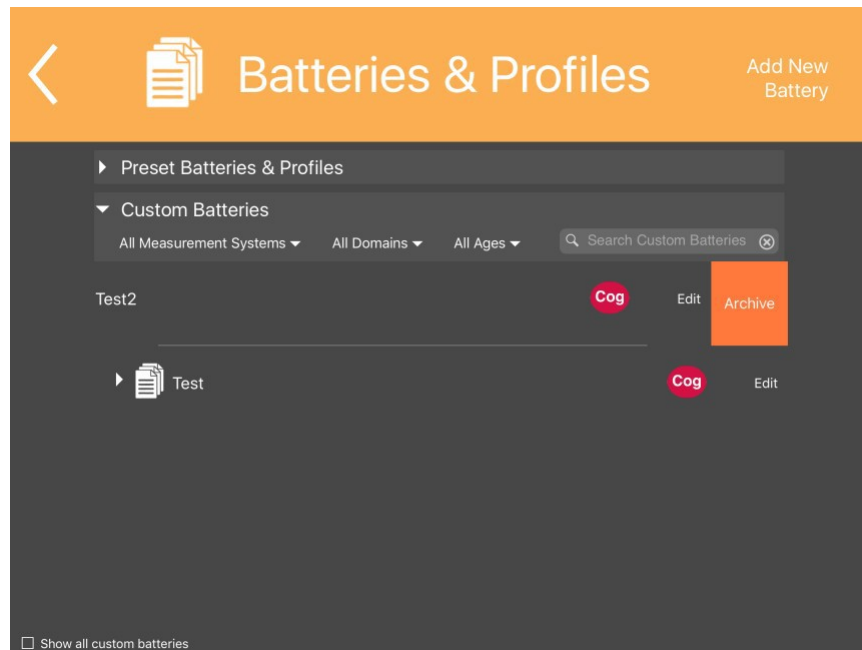 Batteries & Profiles
Add New
Battery
Preset Batteries & Profiles
Custom Batteries
All Measurement Systems All Domains All Ages Search Custom Batteries
Test2 Cog Edit Archive
Test Cog Edit
Show all custom batteries